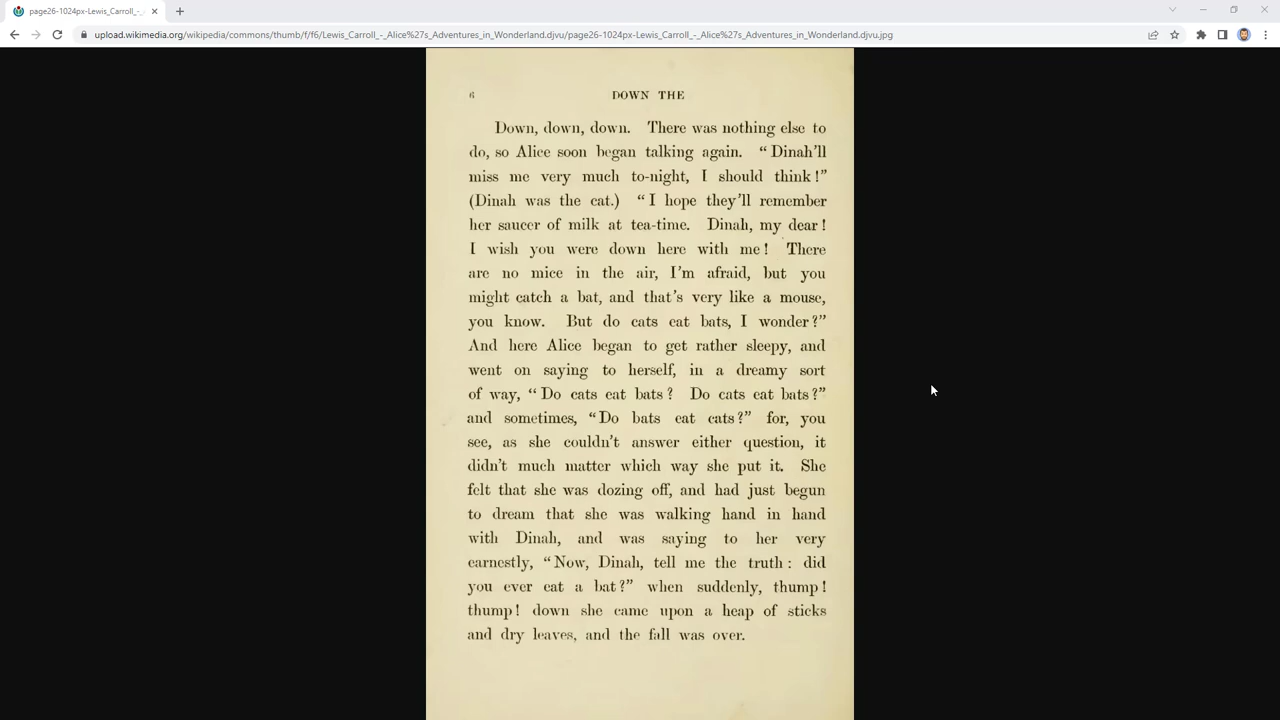 page26-1024px-Lewis_Carroll_-_
upload.wikimedia.org/wikipedia/commons/thumb/f/f6/Lewis_Carroll_-_Alice%27s_Adventures_in_Wonderland.djvu/page26-1024px-Lewis_Carroll_-_Alice%27s_Adventures_in_Wonderland.djvu.jpg
6 DOWN THE
Down, down, down. There was nothing else to
do, so Alice soon began talking again. “Dinah’ll
miss me very much to-night, I should think!”
(Dinah was the cat.) “I hope they’ll remember
her saucer of milk at tea-time. Dinah, my dear!
I wish you were down here with me! There
are no mice in the air, I’m afraid, but you
might catch a bat, and that’s very like a mouse,
you know. But do cats eat bats, I wonder?”
And here Alice began to get rather sleepy, and
went on saying to herself, in a dreamy sort
of way, “Do cats eat bats? Do cats eat bats?”
and sometimes, “Do bats eat cats?” for, you
see, as she couldn’t answer either question, it
didn’t much matter which way she put it. She
felt that she was dozing off, and had just begun
to dream that she was walking hand in hand
with Dinah, and was saying to her very
earnestly, “Now, Dinah, tell me the truth: did
you ever eat a bat?” when suddenly, thump!
thump! down she came upon a heap of sticks
and dry leaves, and the fall was over.